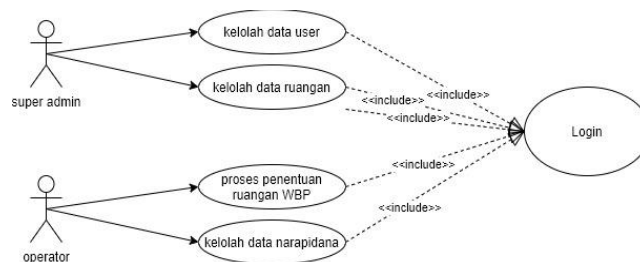 kelolah data user
kelolah data ruangan
super admin
<<include>>
<<include>>
<<include>>
Login
<<include>>
proses penentuan
ruangan WBP
<<include>>
kelolah data narapidana
operator